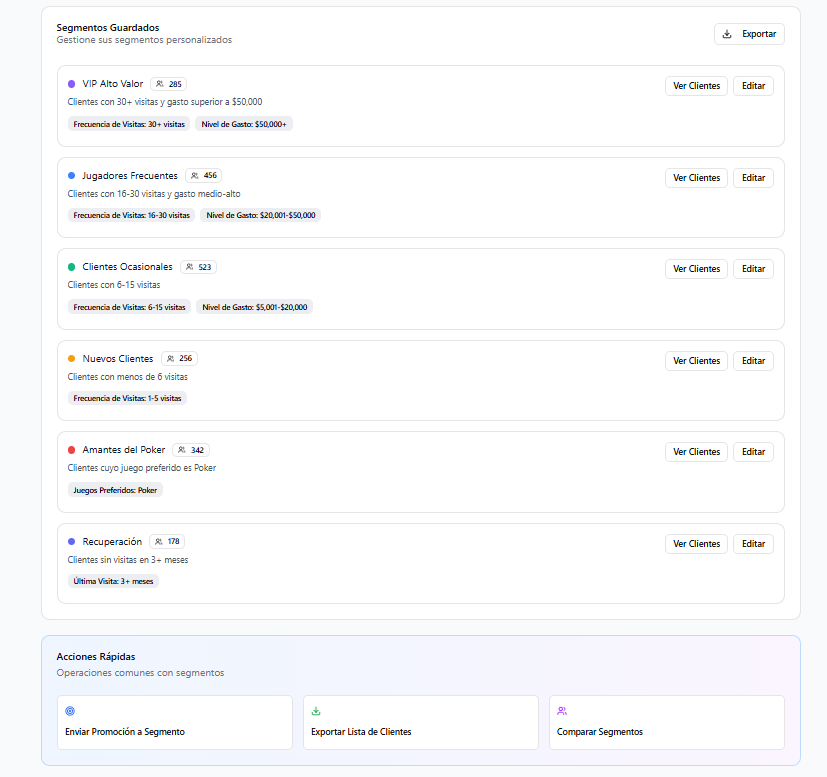 Segmentos Guardados
Gestione sus segmentos personalizados
Exportar
VIP Alto Valor 285
Ver Clientes Editar
Clientes con 30+ visitas y gasto superior a $50,000
Frecuencia de Visitas: 30+ visitas Nivel de Gasto: $50,000+
Jugadores Frecuentes 456
Ver Clientes Editar
Clientes con 16-30 visitas y gasto medio-alto
Frecuencia de Visitas: 16-30 visitas Nivel de Gasto: $20,001-$50,000
Clientes Ocasionales 523
Ver Clientes Editar
Clientes con 6-15 visitas
Frecuencia de Visitas: 6-15 visitas Nivel de Gasto: $5,001-$20,000
Nuevos Clientes 256
Ver Clientes Editar
Clientes con menos de 6 visitas
Frecuencia de Visitas: 1-5 visitas
Amantes del Poker 342
Ver Clientes Editar
Clientes cuyo juego preferido es Poker
Juegos Preferidos: Poker
Recuperación 178
Ver Clientes Editar
Clientes sin visitas en 3+ meses
Última Visita: 3+ meses
Acciones Rápidas
Operaciones comunes con segmentos
Enviar Promoción a Segmento
Exportar Lista de Clientes
Comparar Segmentos